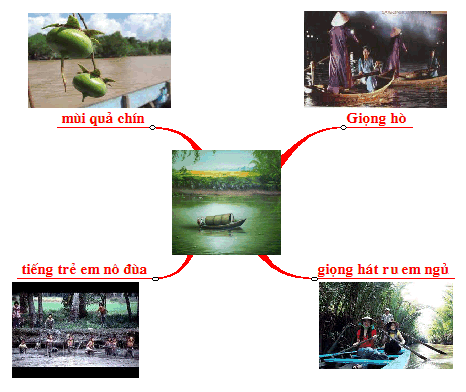 mùi quả chín
Giọng hò
tiếng trẻ em nô đùa
giọng hát ru em ngủ